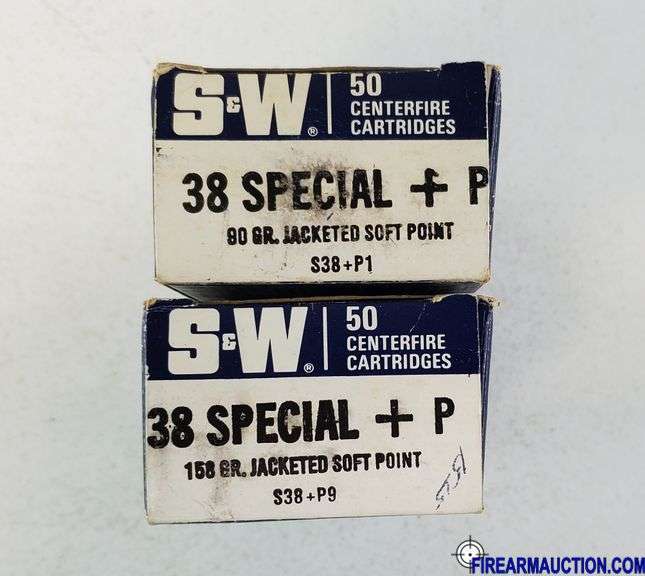 S&W® 50
CENTERFIRE
CARTRIDGES
38 SPECIAL + P
90 GR. JACKETED SOFT POINT
S38+P1
S&W® 50
CENTERFIRE
CARTRIDGES
38 SPECIAL + P
158 GR. JACKETED SOFT POINT
S38+P9
FIREARMAUCTION.COM